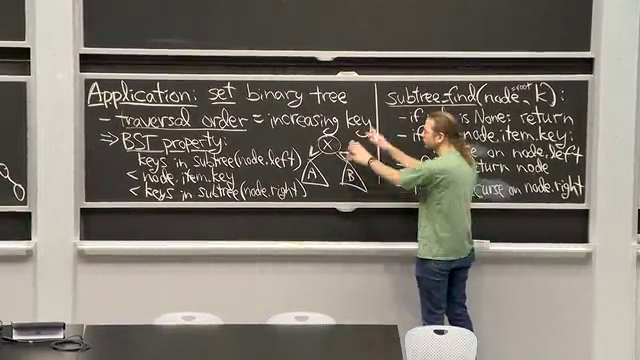 Application: set binary tree
- traversal order = increasing key
⇒ BST property:
keys in subtree(node.left)
< node.item.key
< keys in subtree(node.right)
X
A
B
subtree_find(node, k):
=root
- if is None: return
- if node.item.key:
on node.left
return node
curse on node.right